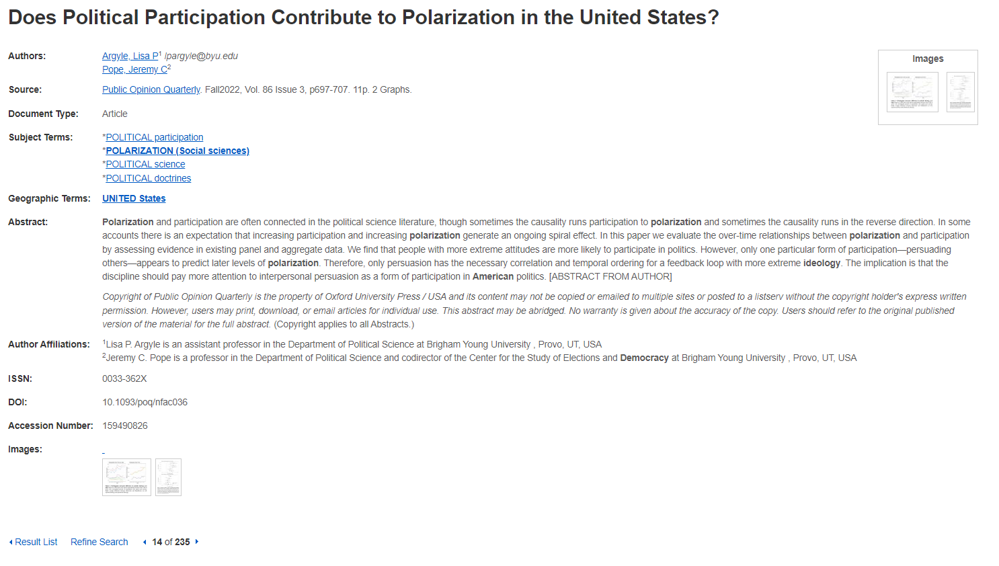 Does Political Participation Contribute to Polarization in the United States?
Authors: Argyle, Lisa P1 lpargyle@byu.edu
Pope, Jeremy C2
Images
Source: Public Opinion Quarterly. Fall2022, Vol. 86 Issue 3, p697-707. 11p. 2 Graphs.
Document Type: Article
Subject Terms: *POLITICAL participation
*POLARIZATION (Social sciences)
*POLITICAL science
*POLITICAL doctrines
Geographic Terms: UNITED States
Abstract: Polarization and participation are often connected in the political science literature, though sometimes the causality runs participation to polarization and sometimes the causality runs in the reverse direction. In some
accounts there is an expectation that increasing participation and increasing polarization generate an ongoing spiral effect. In this paper we evaluate the over-time relationships between polarization and participation
by assessing evidence in existing panel and aggregate data. We find that people with more extreme attitudes are more likely to participate in politics. However, only one particular form of participation—persuading
others—appears to predict later levels of polarization. Therefore, only persuasion has the necessary correlation and temporal ordering for a feedback loop with more extreme ideology. The implication is that the
discipline should pay more attention to interpersonal persuasion as a form of participation in American politics. [ABSTRACT FROM AUTHOR]
Copyright of Public Opinion Quarterly is the property of Oxford University Press / USA and its content may not be copied or emailed to multiple sites or posted to a listserv without the copyright holder's express written
permission. However, users may print, download, or email articles for individual use. This abstract may be abridged. No warranty is given about the accuracy of the copy. Users should refer to the original published
version of the material for the full abstract. (Copyright applies to all Abstracts.)
Author Affiliations: 1Lisa P. Argyle is an assistant professor in the Department of Political Science at Brigham Young University , Provo, UT, USA
2Jeremy C. Pope is a professor in the Department of Political Science and codirector of the Center for the Study of Elections and Democracy at Brigham Young University , Provo, UT, USA
ISSN: 0033-362X
DOI: 10.1093/poq/nfac036
Accession Number: 159490826
Images:
Result List Refine Search 14 of 235